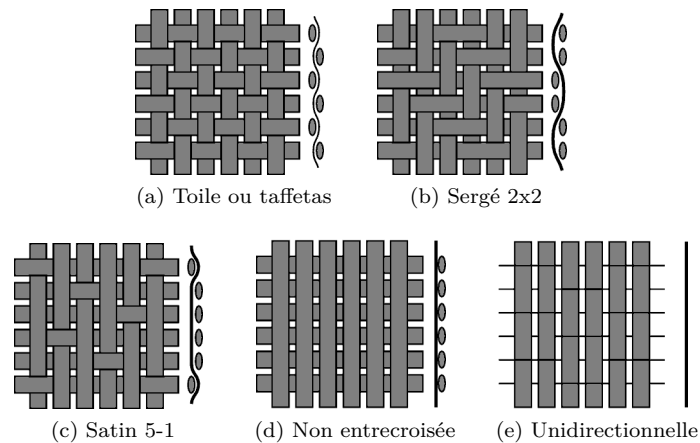 (a) Toile ou taffetas
(b) Sergé 2x2
(c) Satin 5-1
(d) Non entrecroisée
(e) Unidirectionnelle